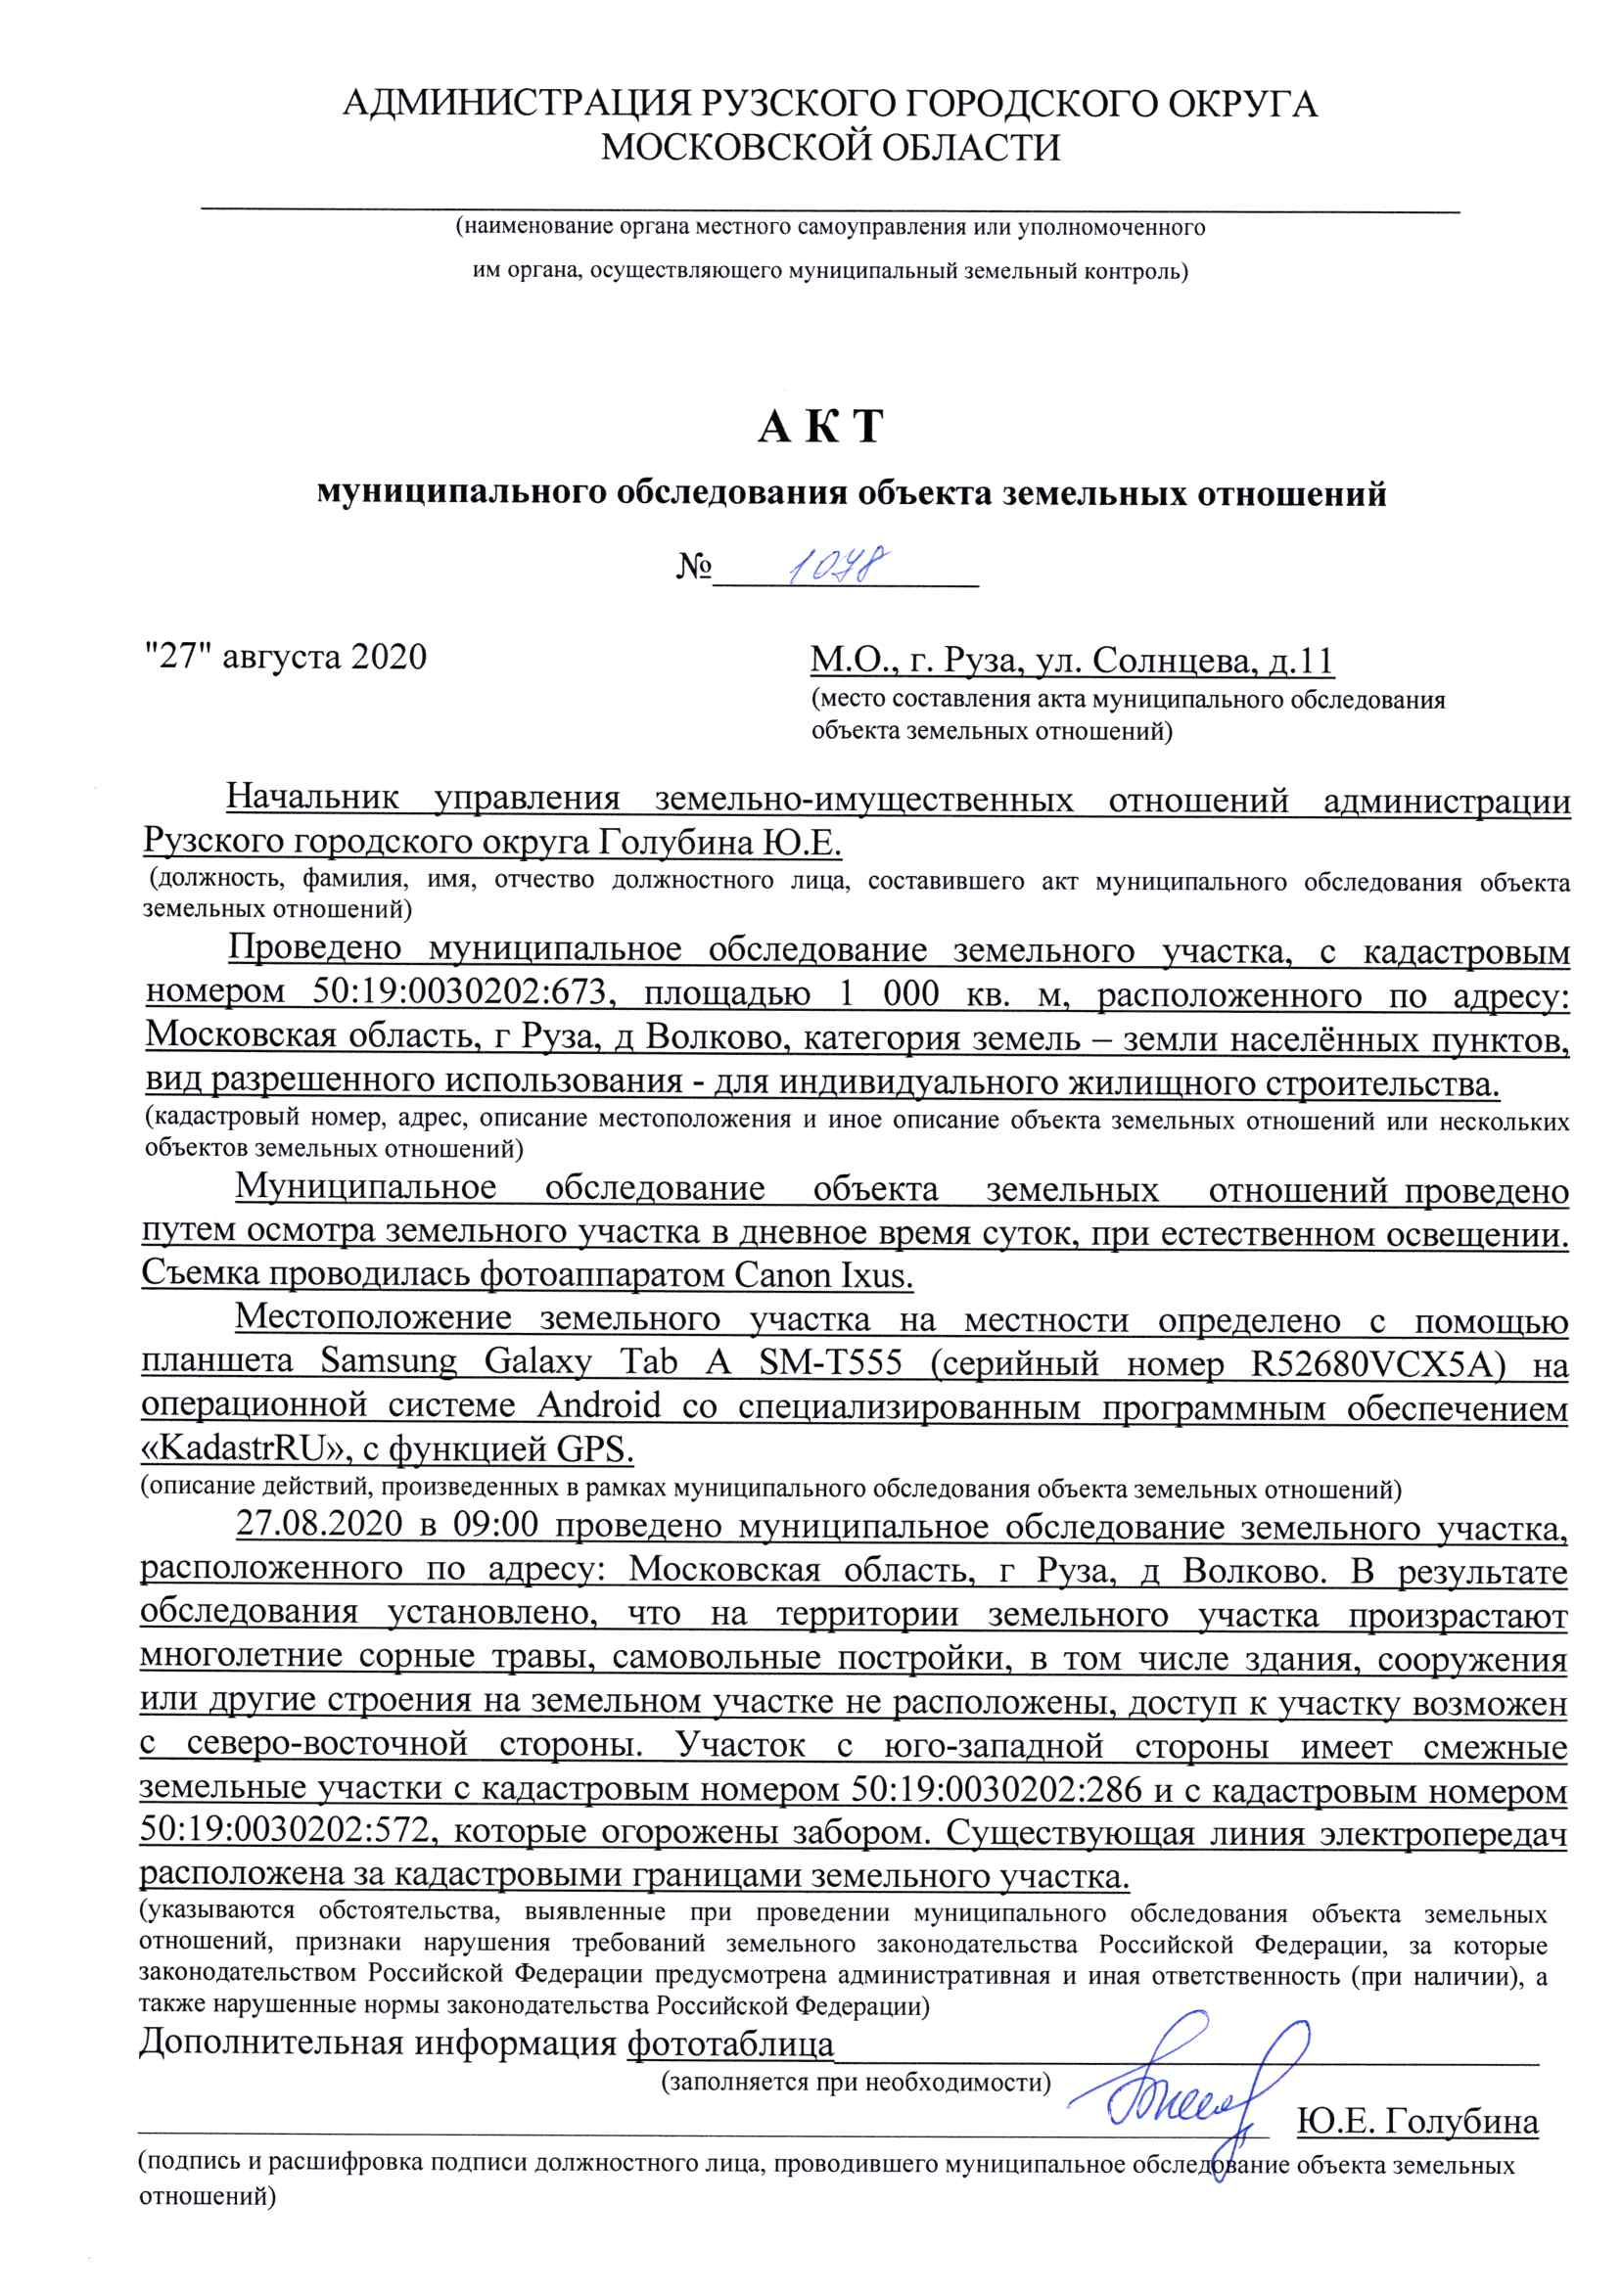 АДМИНИСТРАЦИЯ РУЗСКОГО ГОРОДСКОГО ОКРУГА
МОСКОВСКОЙ ОБЛАСТИ
(наименование органа местного самоуправления или уполномоченного
им органа, осуществляющего муниципальный земельный контроль)
А К Т
муниципального обследования объекта земельных отношений
№ 1078
"27" августа 2020
М.О., г. Руза, ул. Солнцева, д.11
(место составления акта муниципального обследования
объекта земельных отношений)
Начальник управления земельно-имущественных отношений администрации
Рузского городского округа Голубина Ю.Е.
(должность, фамилия, имя, отчество должностного лица, составившего акт муниципального обследования объекта
земельных отношений)
Проведено муниципальное обследование земельного участка, с кадастровым
номером 50:19:0030202:673, площадью 1 000 кв. м, расположенного по адресу:
Московская область, г Руза, д Волково, категория земель – земли населённых пунктов,
вид разрешенного использования - для индивидуального жилищного строительства.
(кадастровый номер, адрес, описание местоположения и иное описание объекта земельных отношений или нескольких
объектов земельных отношений)
Муниципальное обследование объекта земельных отношений проведено
путем осмотра земельного участка в дневное время суток, при естественном освещении.
Съемка проводилась фотоаппаратом Canon Ixus.
Местоположение земельного участка на местности определено с помощью
планшета Samsung Galaxy Tab A SM-T555 (серийный номер R52680VCX5A) на
операционной системе Android со специализированным программным обеспечением
«KadastrRU», с функцией GPS.
(описание действий, произведенных в рамках муниципального обследования объекта земельных отношений)
27.08.2020 в 09:00 проведено муниципальное обследование земельного участка,
расположенного по адресу: Московская область, г Руза, д Волково. В результате
обследования установлено, что на территории земельного участка произрастают
многолетние сорные травы, самовольные постройки, в том числе здания, сооружения
или другие строения на земельном участке не расположены, доступ к участку возможен
с северо-восточной стороны. Участок с юго-западной стороны имеет смежные
земельные участки с кадастровым номером 50:19:0030202:286 и с кадастровым номером
50:19:0030202:572, которые огорожены забором. Существующая линия электропередач
расположена за кадастровыми границами земельного участка.
(указываются обстоятельства, выявленные при проведении муниципального обследования объекта земельных
отношений, признаки нарушения требований земельного законодательства Российской Федерации, за которые
законодательством Российской Федерации предусмотрена административная и иная ответственность (при наличии), а
также нарушенные нормы законодательства Российской Федерации)
Дополнительная информация фототаблица
(заполняется при необходимости)
Ю.Е. Голубина
(подпись и расшифровка подписи должностного лица, проводившего муниципальное обследование объекта земельных
отношений)